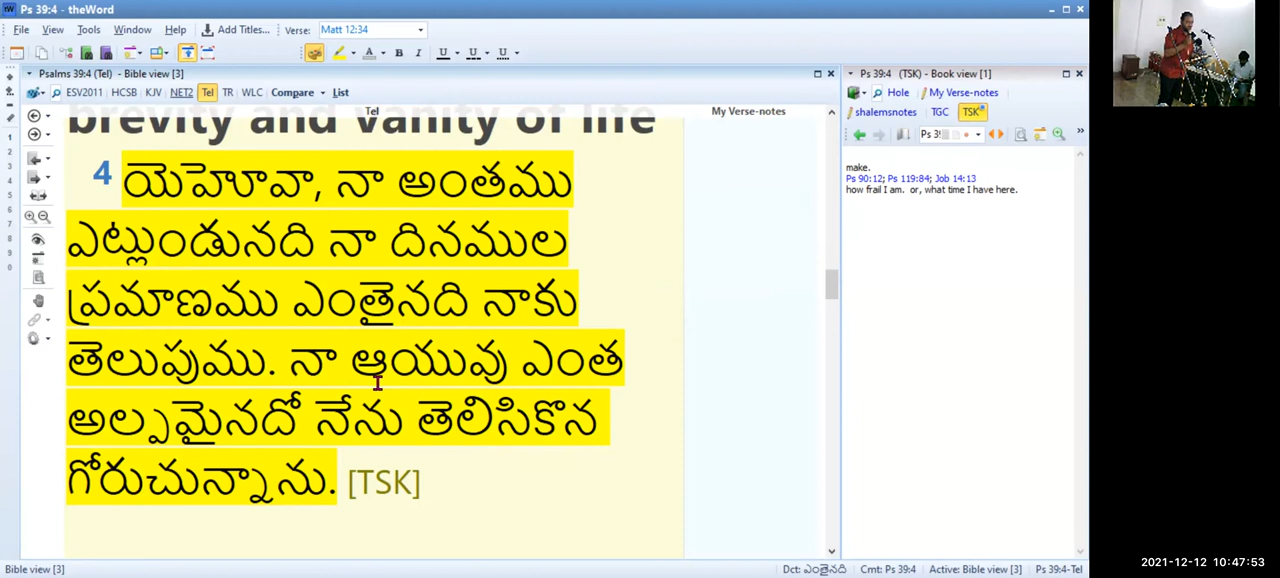 Ps 39:4 - theWord
File View Tools Window Help Add Titles... Verse: Matt 12:34
Psalms 39:4 (Tel) - Bible view [3]
ESV2011 HCSB KJV NET2 Tel TR WLC Compare List
Tel My Verse-notes
brevity and vanity of life
4 యెహోవా, నా అంతము
ఎట్లుండునది నా దినముల
ప్రమాణము ఎంతైనది నాకు
తెలుపుము. నా ఆయువు ఎంత
అల్పమైనదో నేను తెలిసికొన
గోరుచున్నాను. [TSK]
Ps 39:4 (TSK) - Book view [1]
Hole My Verse-notes
shalemsnotes TGC TSK
make.
Ps 90:12; Ps 119:84; Job 14:13
how frail I am. or, what time I have here.
Bible view [3] Dct: ఎంతైనది Cmt: Ps 39:4 Active: Bible view [3] Ps 39:4-Tel
2021-12-12 10:47:53